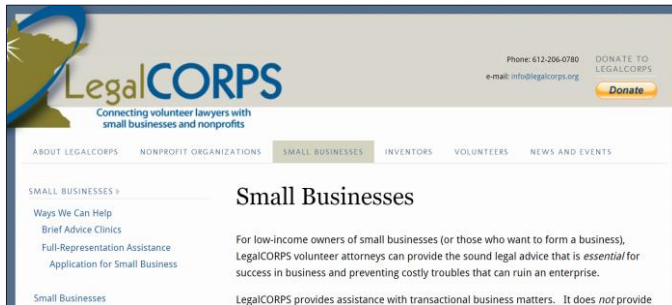 LegalCORPS
Connecting volunteer lawyers with
small businesses and nonprofits
Phone: 612-206-0780
e-mail: info@legalcorps.org
DONATE TO
LEGALCORPS
Donate
ABOUT LEGALCORPS NONPROFIT ORGANIZATIONS SMALL BUSINESSES INVENTORS VOLUNTEERS NEWS AND EVENTS
SMALL BUSINESSES »
Ways We Can Help
Brief Advice Clinics
Full-Representation Assistance
Application for Small Business
Small Businesses
Small Businesses
For low-income owners of small businesses (or those who want to form a business),
LegalCORPS volunteer attorneys can provide the sound legal advice that is essential for
success in business and preventing costly troubles that can ruin an enterprise.
LegalCORPS provides assistance with transactional business matters. It does not provide